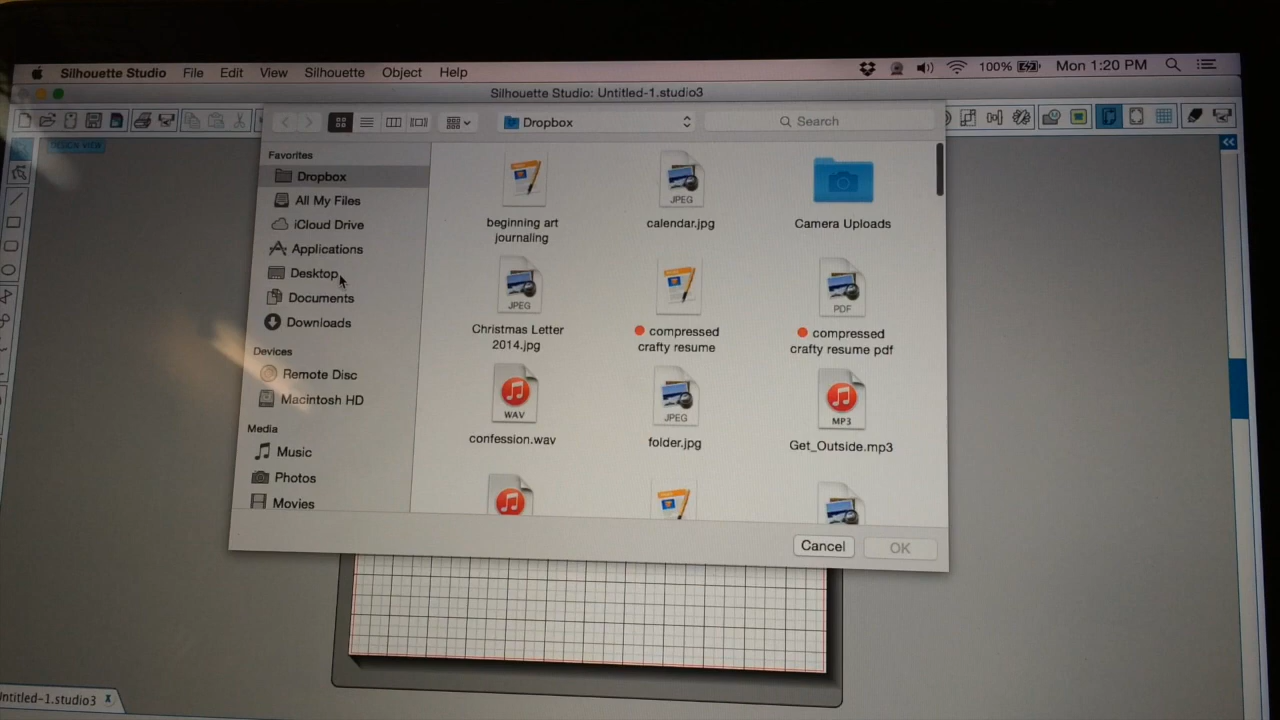 Silhouette Studio File Edit View Silhouette Object Help 100% Mon 1:20 PM
Silhouette Studio: Untitled-1.studio3
Dropbox Search
DESIGN VIEW
Favorites
Dropbox
All My Files
iCloud Drive
Applications
Desktop
Documents
Downloads
Devices
Remote Disc
Macintosh HD
Media
Music
Photos
Movies
beginning art
journaling
JPEG
calendar.jpg
Camera Uploads
JPEG
Christmas Letter
2014.jpg
compressed
crafty resume
PDF
compressed
crafty resume pdf
WAV
confession.wav
JPEG
folder.jpg
MP3
Get_Outside.mp3
Cancel OK
ntitled-1.studio3 x